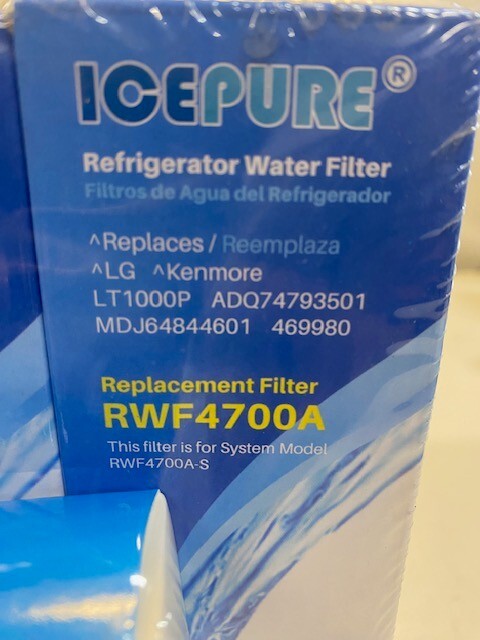 ICEPURE®
Refrigerator Water Filter
Filtros de Agua del Refrigerador
^Replaces / Reemplaza
^LG ^Kenmore
LT1000P ADQ74793501
MDJ64844601 469980
Replacement Filter
RWF4700A
This filter is for System Model
RWF4700A-S